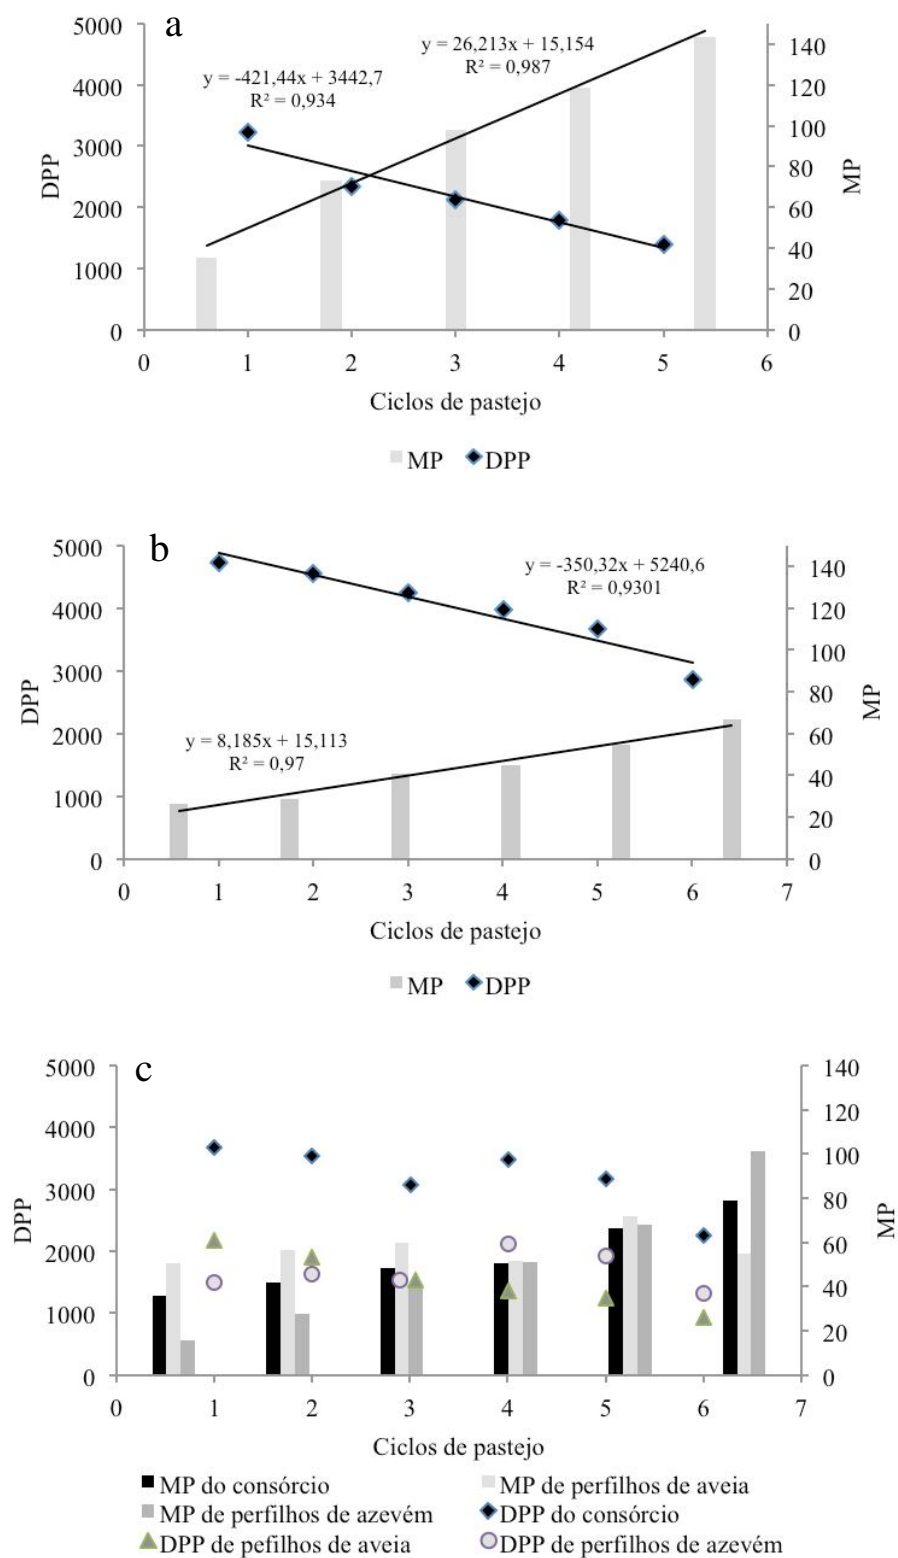 a
5000
4000
3000
2000
1000
0
DPP
y = -421,44x + 3442,7
R² = 0,934
y = 26,213x + 15,154
R² = 0,987
140
120
100
80
60
40
20
0
MP
0 1 2 3 4 5 6
Ciclos de pastejo
MP DPP
b
5000
4000
3000
2000
1000
0
DPP
y = -350,32x + 5240,6
R² = 0,9301
y = 8,185x + 15,113
R² = 0,97
140
120
100
80
60
40
20
0
MP
0 1 2 3 4 5 6 7
Ciclos de pastejo
MP DPP
c
5000
4000
3000
2000
1000
0
DPP
140
120
100
80
60
40
20
0
MP
0 1 2 3 4 5 6 7
Ciclos de pastejo
MP do consórcio MP de perfilhos de aveia
MP de perfilhos de azevém DPP do consórcio
DPP de pefilhos de aveia DPP de perfilhos de azevém